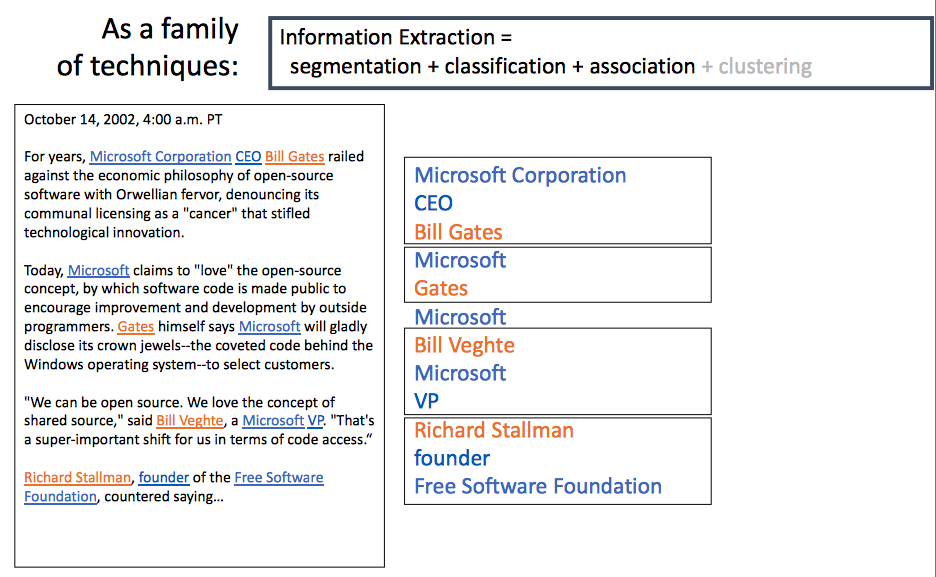 As a family
of techniques:
Information Extraction =
segmentation + classification + association + clustering
October 14, 2002, 4:00 a.m. PT
For years, Microsoft Corporation CEO Bill Gates railed
against the economic philosophy of open-source
software with Orwellian fervor, denouncing its
communal licensing as a "cancer" that stifled
technological innovation.
Today, Microsoft claims to "love" the open-source
concept, by which software code is made public to
encourage improvement and development by outside
programmers. Gates himself says Microsoft will gladly
disclose its crown jewels--the coveted code behind the
Windows operating system--to select customers.
"We can be open source. We love the concept of
shared source," said Bill Veghte, a Microsoft VP. "That's
a super-important shift for us in terms of code access.“
Richard Stallman, founder of the Free Software
Foundation, countered saying…
Microsoft Corporation
CEO
Bill Gates
Microsoft
Gates
Microsoft
Bill Veghte
Microsoft
VP
Richard Stallman
founder
Free Software Foundation